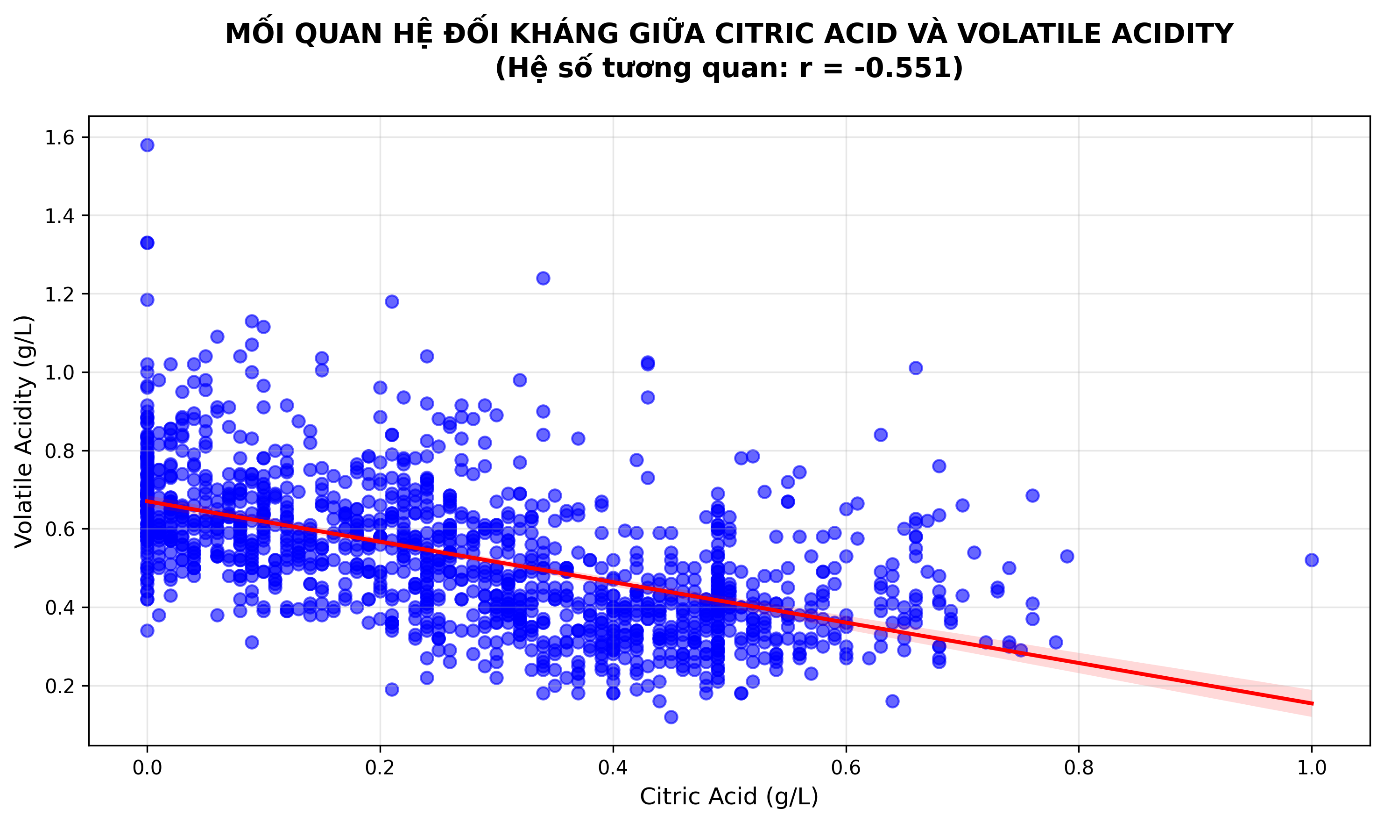 MỐI QUAN HỆ ĐỐI KHÁNG GIỮA CITRIC ACID VÀ VOLATILE ACIDITY
(Hệ số tương quan: r = -0.551)
1.6
1.4
1.2
1.0
0.8
0.6
0.4
0.2
Volatile Acidity (g/L)
0.0 0.2 0.4 0.6 0.8 1.0
Citric Acid (g/L)